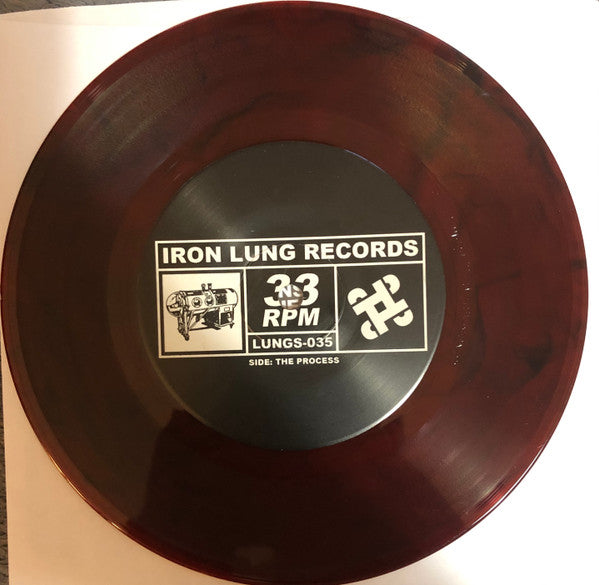 IRON LUNG RECORDS
33
RPM
LUNGS-035
SIDE: THE PROCESS